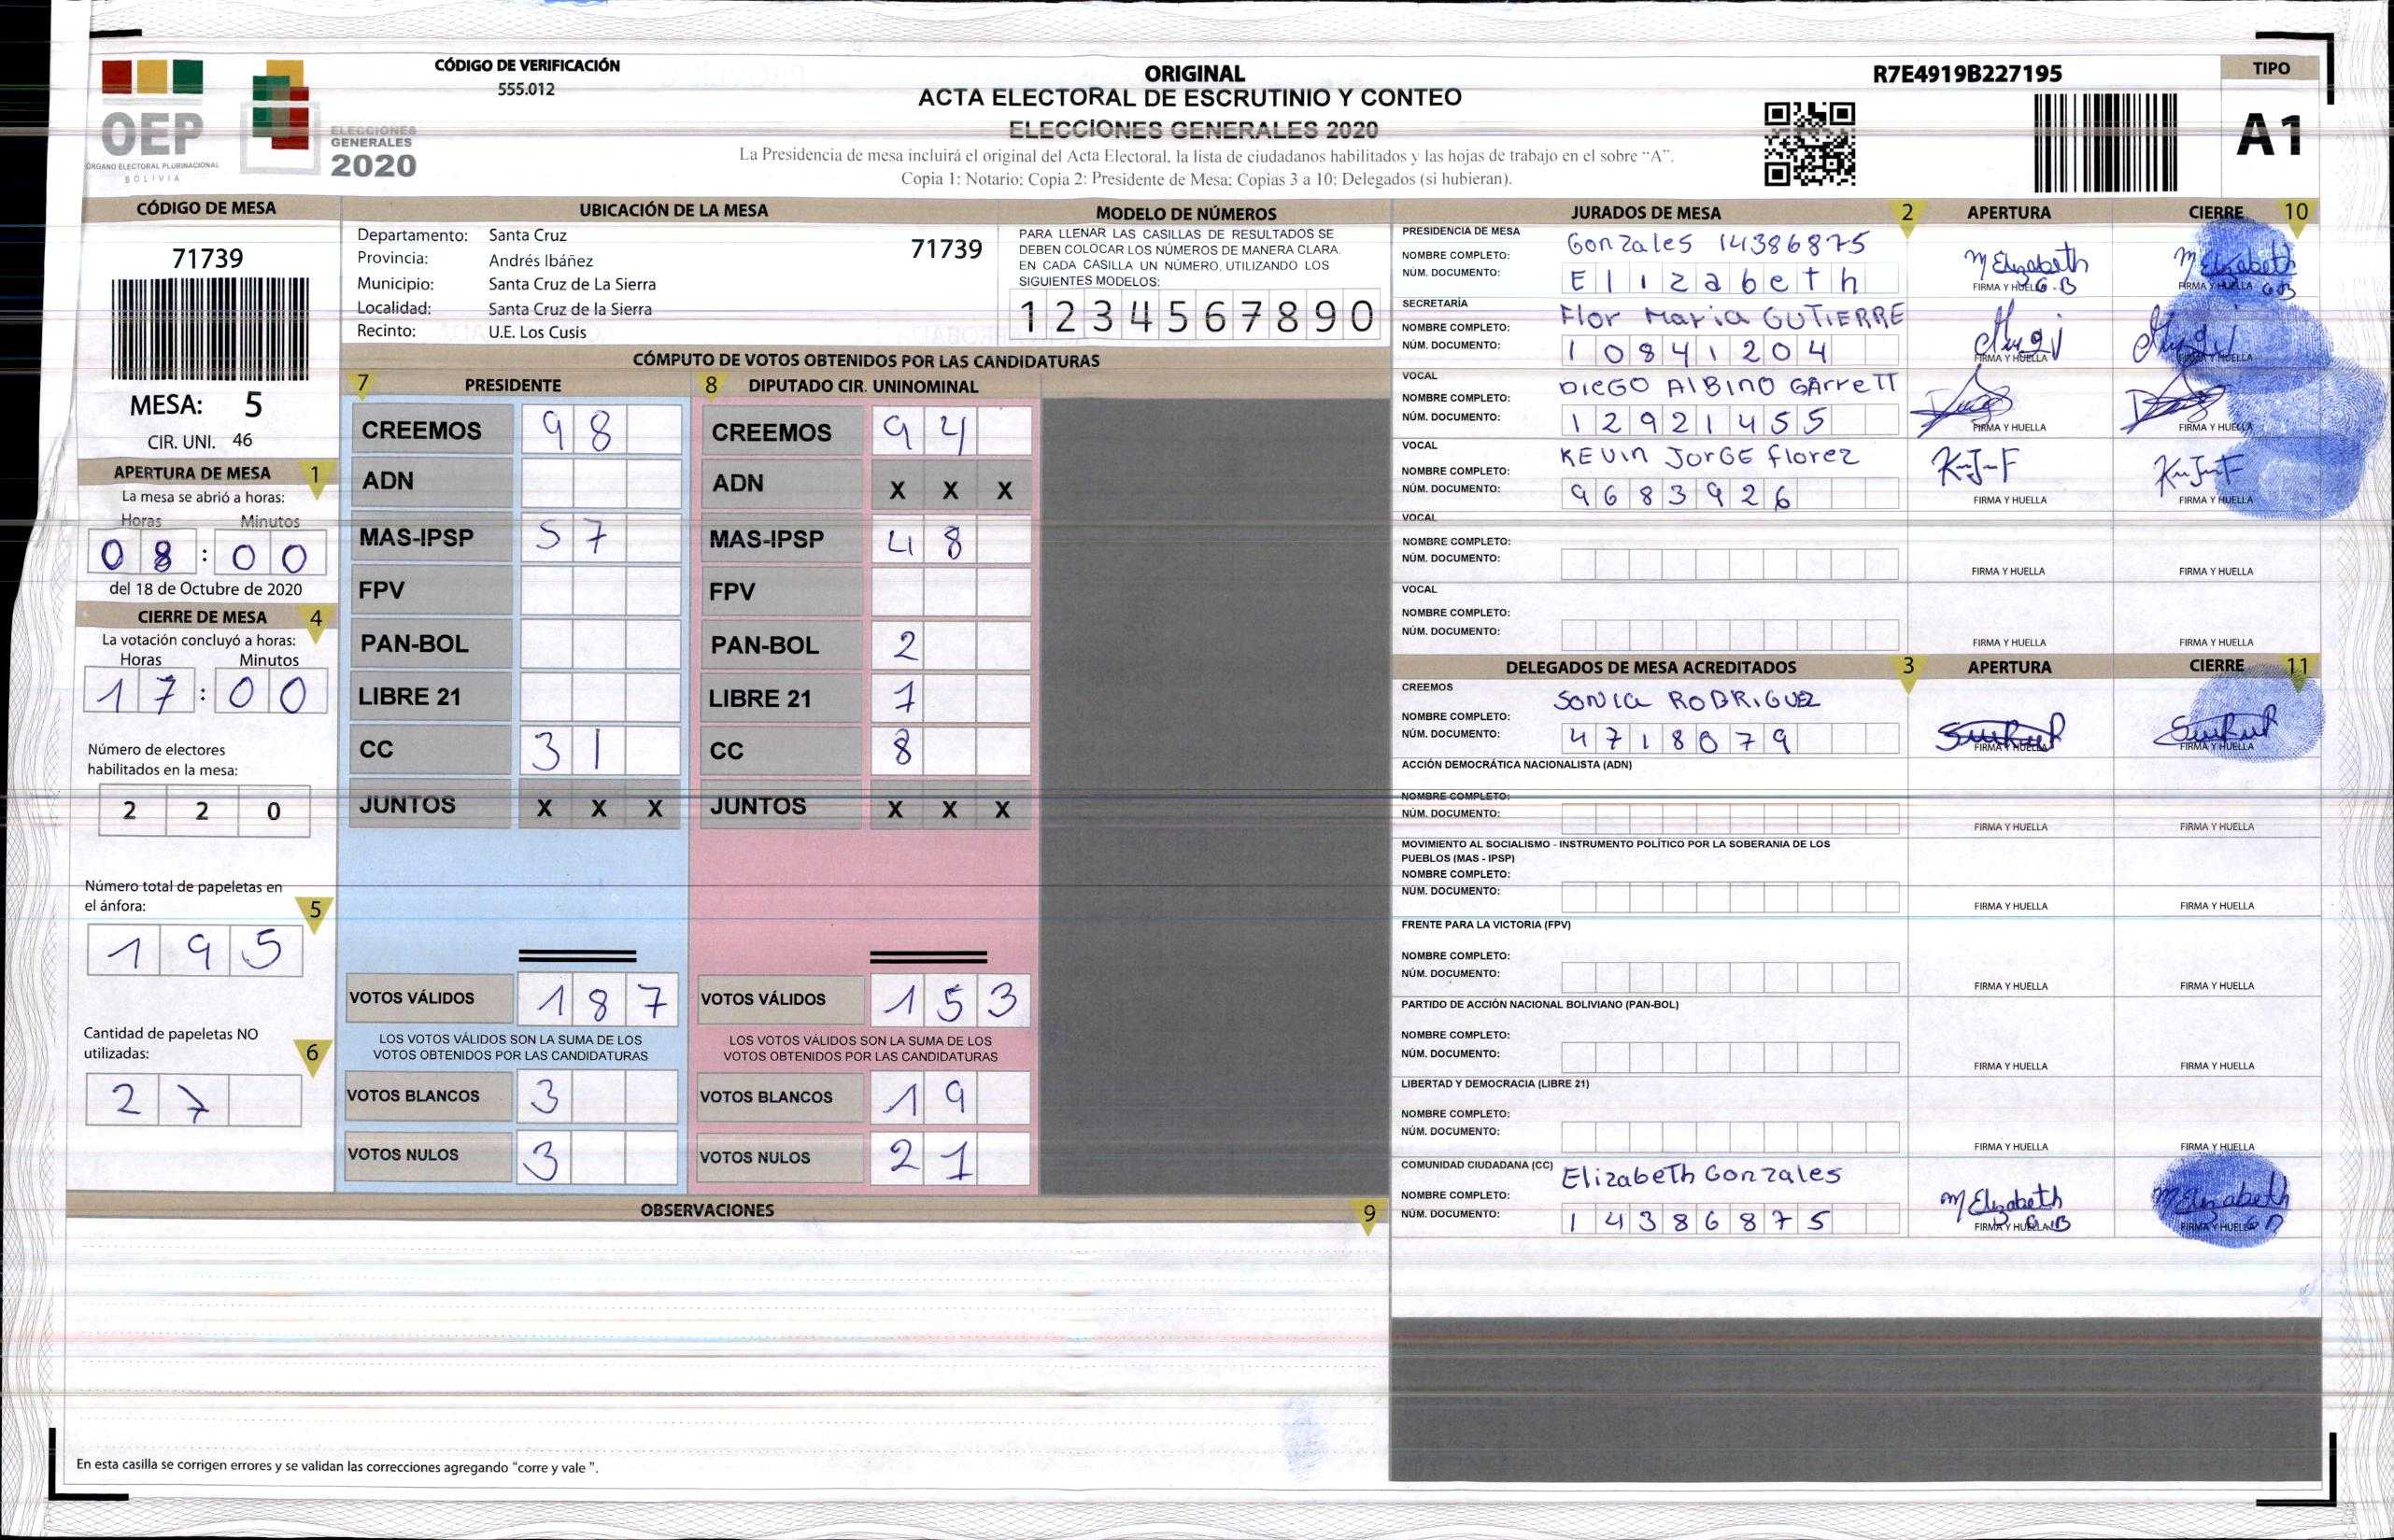 CÓDIGO DE VERIFICACIÓN
555.012
OEP
ÓRGANO ELECTORAL PLURINACIONAL
BOLIVIA
ELECCIONES
GENERALES
2020
ORIGINAL
ACTA ELECTORAL DE ESCRUTINIO Y CONTEO
ELECCIONES GENERALES 2020
La Presidencia de mesa incluirá el original del Acta Electoral, la lista de ciudadanos habilitados y las hojas de trabajo en el sobre "A".
Copia 1: Notario; Copia 2: Presidente de Mesa; Copias 3 a 10: Delegados (si hubieran).
R7E4919B227195
TIPO
A1
CÓDIGO DE MESA
71739
MESA: 5
CIR. UNI. 46
APERTURA DE MESA 1
La mesa se abrió a horas:
Horas Minutos
08:00
del 18 de Octubre de 2020
CIERRE DE MESA 4
La votación concluyó a horas:
Horas Minutos
17:00
Número de electores
habilitados en la mesa:
2 2 0
Número total de papeletas en
el ánfora: 5
1 9 5
Cantidad de papeletas NO
utilizadas: 6
2 7
UBICACIÓN DE LA MESA
Departamento: Santa Cruz 71739
Provincia: Andrés Ibáñez
Municipio: Santa Cruz de La Sierra
Localidad: Santa Cruz de la Sierra
Recinto: U.E. Los Cusis
MODELO DE NÚMEROS
PARA LLENAR LAS CASILLAS DE RESULTADOS SE
DEBEN COLOCAR LOS NÚMEROS DE MANERA CLARA.
EN CADA CASILLA UN NÚMERO, UTILIZANDO LOS
SIGUIENTES MODELOS:
1 2 3 4 5 6 7 8 9 0
CÓMPUTO DE VOTOS OBTENIDOS POR LAS CANDIDATURAS
7 PRESIDENTE
CREEMOS 9 8
ADN
MAS-IPSP 5 7
FPV
PAN-BOL
LIBRE 21
CC 3 1
JUNTOS X X X
VOTOS VÁLIDOS 1 8 7
LOS VOTOS VÁLIDOS SON LA SUMA DE LOS
VOTOS OBTENIDOS POR LAS CANDIDATURAS
VOTOS BLANCOS 3
VOTOS NULOS 3
8 DIPUTADO CIR. UNINOMINAL
CREEMOS 9 4
ADN X X X
MAS-IPSP 4 8
FPV
PAN-BOL 2
LIBRE 21 1
CC 8
JUNTOS X X X
VOTOS VÁLIDOS 1 5 3
LOS VOTOS VÁLIDOS SON LA SUMA DE LOS
VOTOS OBTENIDOS POR LAS CANDIDATURAS
VOTOS BLANCOS 1 9
VOTOS NULOS 2 1
OBSERVACIONES 9
En esta casilla se corrigen errores y se validan las correcciones agregando "corre y vale ".
JURADOS DE MESA 2 APERTURA CIERRE 10
PRESIDENCIA DE MESA
NOMBRE COMPLETO: Gonzales 14386875
NÚM. DOCUMENTO: Elizabeth
M Elizabeth G.B M Elizabeth GB
FIRMA Y HUELLA FIRMA Y HUELLA
SECRETARÍA
NOMBRE COMPLETO: Flor Maria GUTIERRE
NÚM. DOCUMENTO: 10841204
FIRMA Y HUELLA FIRMA Y HUELLA
VOCAL
NOMBRE COMPLETO: DIEGO AlBINO GArreTT
NÚM. DOCUMENTO: 12921455
FIRMA Y HUELLA FIRMA Y HUELLA
VOCAL
NOMBRE COMPLETO: KEVIn JorGE florez
NÚM. DOCUMENTO: 9683926
FIRMA Y HUELLA FIRMA Y HUELLA
VOCAL
NOMBRE COMPLETO:
NÚM. DOCUMENTO:
FIRMA Y HUELLA FIRMA Y HUELLA
VOCAL
NOMBRE COMPLETO:
NÚM. DOCUMENTO:
FIRMA Y HUELLA FIRMA Y HUELLA
DELEGADOS DE MESA ACREDITADOS 3 APERTURA CIERRE 11
CREEMOS
NOMBRE COMPLETO: SONIA RODRIGUEZ
NÚM. DOCUMENTO: 4718079
FIRMA Y HUELLA FIRMA Y HUELLA
ACCIÓN DEMOCRÁTICA NACIONALISTA (ADN)
NOMBRE COMPLETO:
NÚM. DOCUMENTO:
FIRMA Y HUELLA FIRMA Y HUELLA
MOVIMIENTO AL SOCIALISMO - INSTRUMENTO POLÍTICO POR LA SOBERANIA DE LOS
PUEBLOS (MAS - IPSP)
NOMBRE COMPLETO:
NÚM. DOCUMENTO:
FIRMA Y HUELLA FIRMA Y HUELLA
FRENTE PARA LA VICTORIA (FPV)
NOMBRE COMPLETO:
NÚM. DOCUMENTO:
FIRMA Y HUELLA FIRMA Y HUELLA
PARTIDO DE ACCIÓN NACIONAL BOLIVIANO (PAN-BOL)
NOMBRE COMPLETO:
NÚM. DOCUMENTO:
FIRMA Y HUELLA FIRMA Y HUELLA
LIBERTAD Y DEMOCRACIA (LIBRE 21)
NOMBRE COMPLETO:
NÚM. DOCUMENTO:
FIRMA Y HUELLA FIRMA Y HUELLA
COMUNIDAD CIUDADANA (CC)
NOMBRE COMPLETO: Elizabeth Gonzales
NÚM. DOCUMENTO: 14386875
M Elizabeth M Elizabeth
FIRMA Y HUELLA FIRMA Y HUELLA